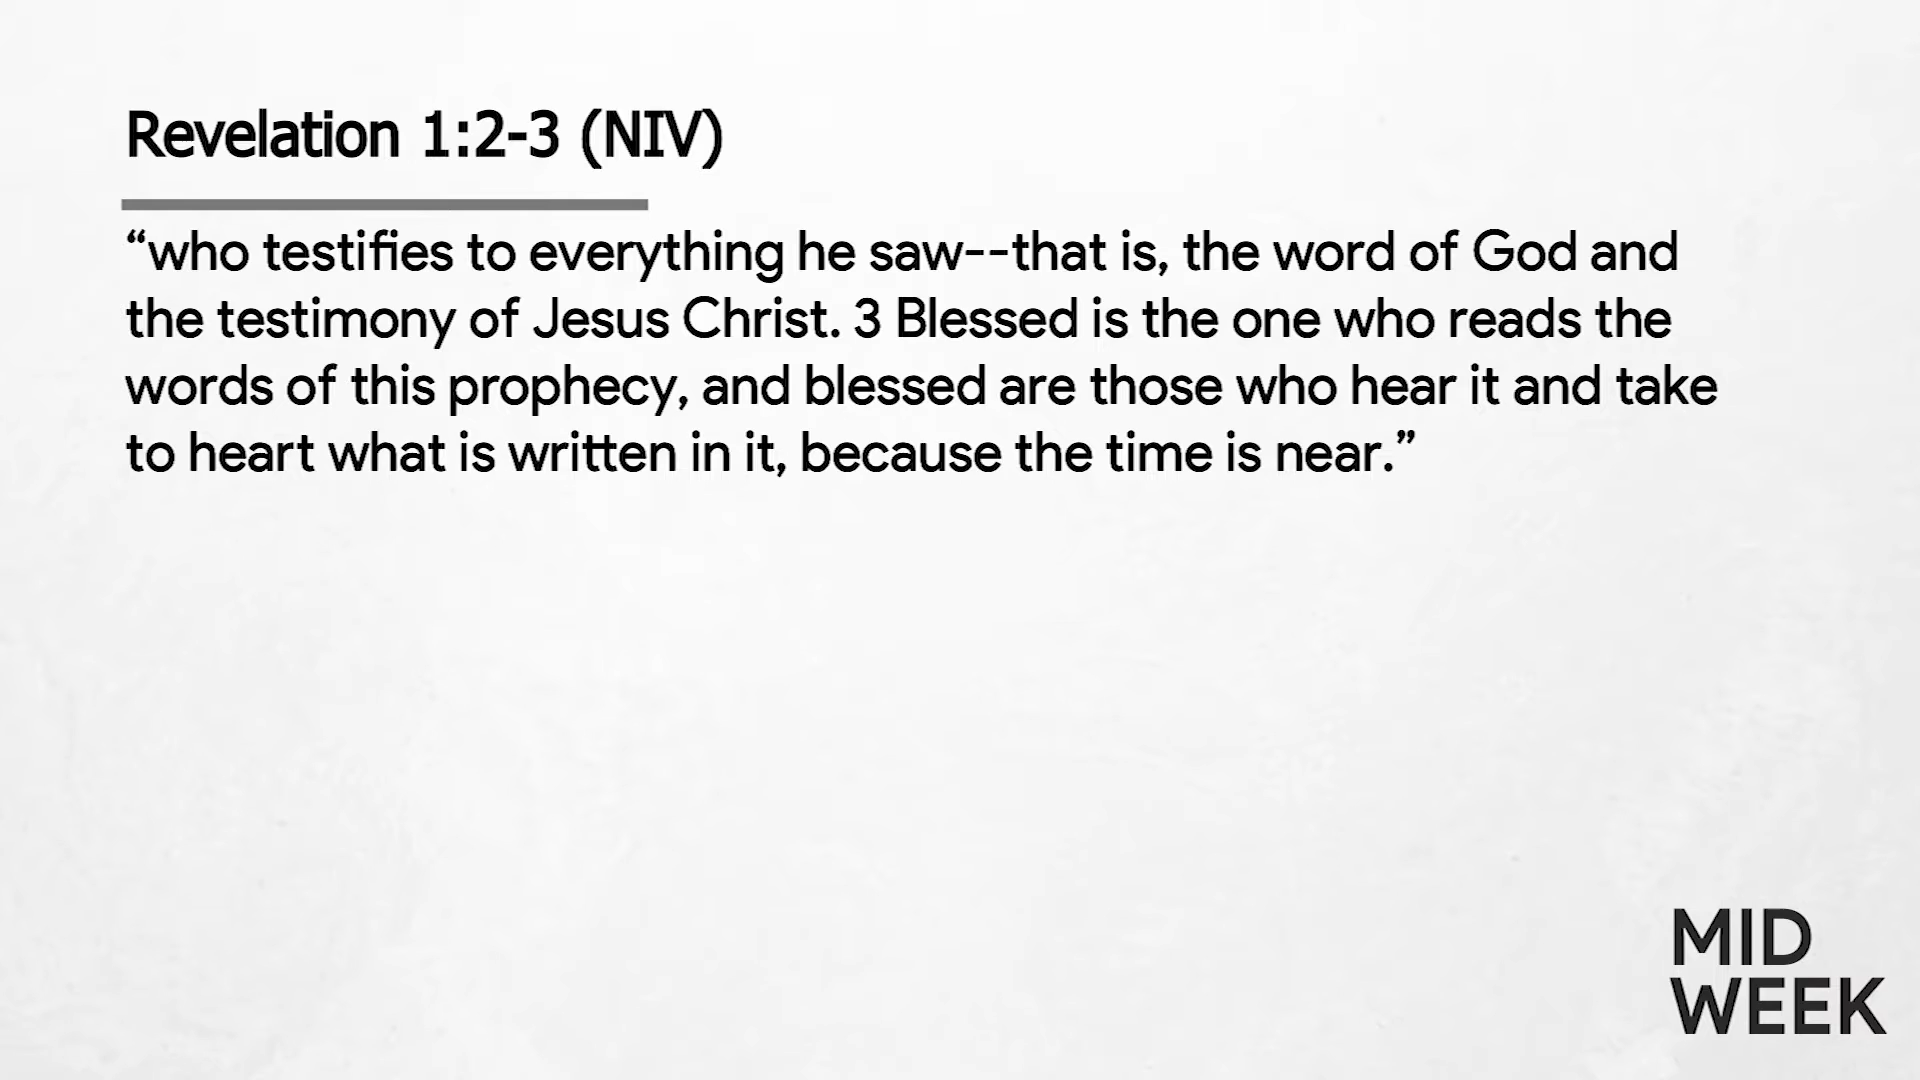 Revelation 1:2-3 (NIV)
“who testifies to everything he saw--that is, the word of God and
the testimony of Jesus Christ. 3 Blessed is the one who reads the
words of this prophecy, and blessed are those who hear it and take
to heart what is written in it, because the time is near.”
MID
WEEK